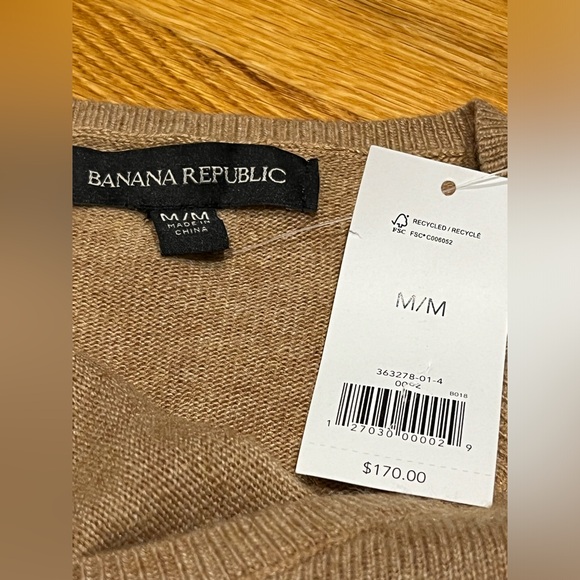 BANANA REPUBLIC
M/M
MADE IN
CHINA
RECYCLED / RECYCLÉ
FSC FSC® C006052
M/M
363278-01-4
0002
B018
1 27030 00002 9
$170.00